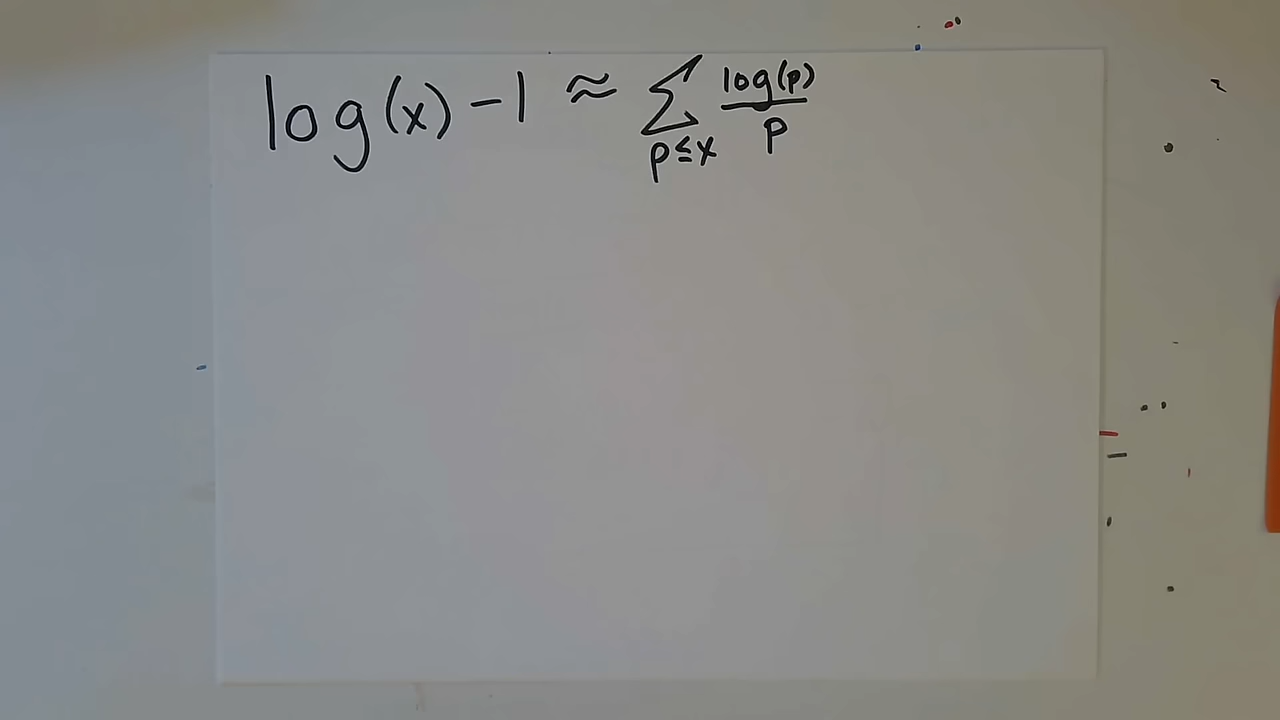 log(x) - 1 ≈ ∑_{p≤x} log(p)/p